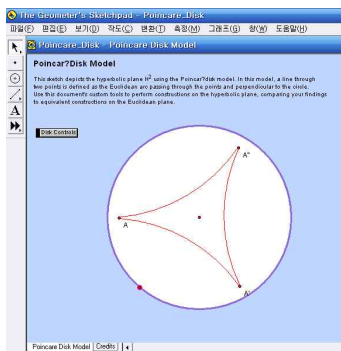 The Geometer's Sketchpad - Poincare_Disk
파일(F) 편집(E) 보기(D) 작도(C) 변환(T) 측정(M) 그래프(G) 창(W) 도움말(H)
Poincare_Disk - Poincare Disk Model
Poincar?Disk Model
This sketch depicts the hyperbolic plane H2 using the Poincar?disk model. In this model, a line through
two points is defined as the Euclidean arc passing through the points and perpendicular to the circle.
Use this document's custom tools to perform constructions on the hyperbolic plane, comparing your findings
to equivalent constructions on the Euclidean plane.
Disk Controls
A''
A
A'
A
Poincare Disk Model Credits